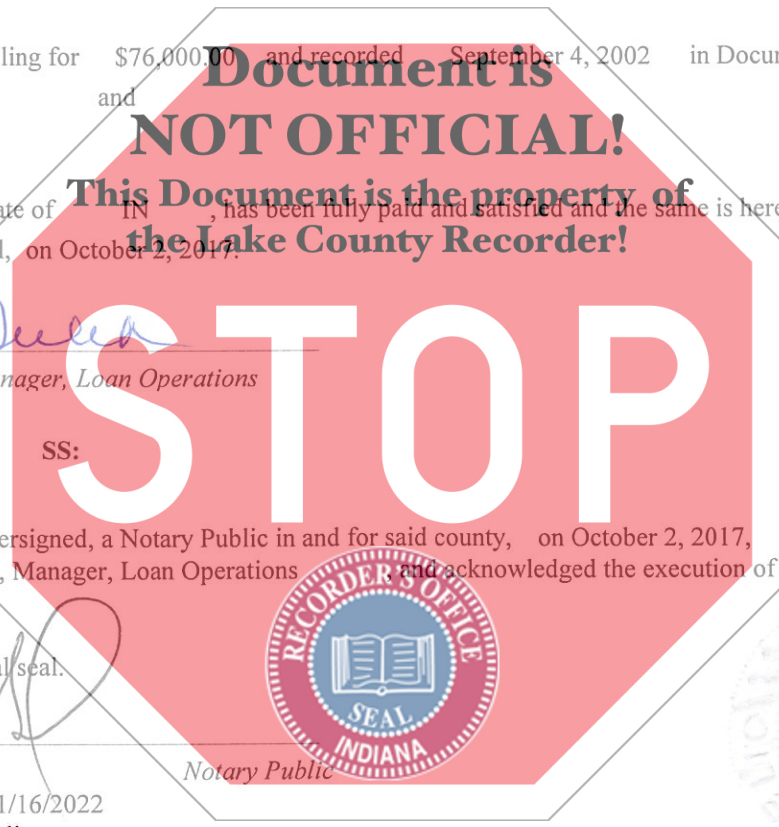 ling for $76,000.00 and recorded September 4, 2002 in Docum
Document is
and
NOT OFFICIAL!
This Document is the property of
ate of IN , has been fully paid and satisfied and the same is here
the Lake County Recorder!
l, on October 2, 2017.
nager, Loan Operations
STOP
SS:
ersigned, a Notary Public in and for said county, on October 2, 2017,
, Manager, Loan Operations , and acknowledged the execution of
RECORDER'S OFFICE
al seal.
SEAL
INDIANA
Notary Public
1/16/2022